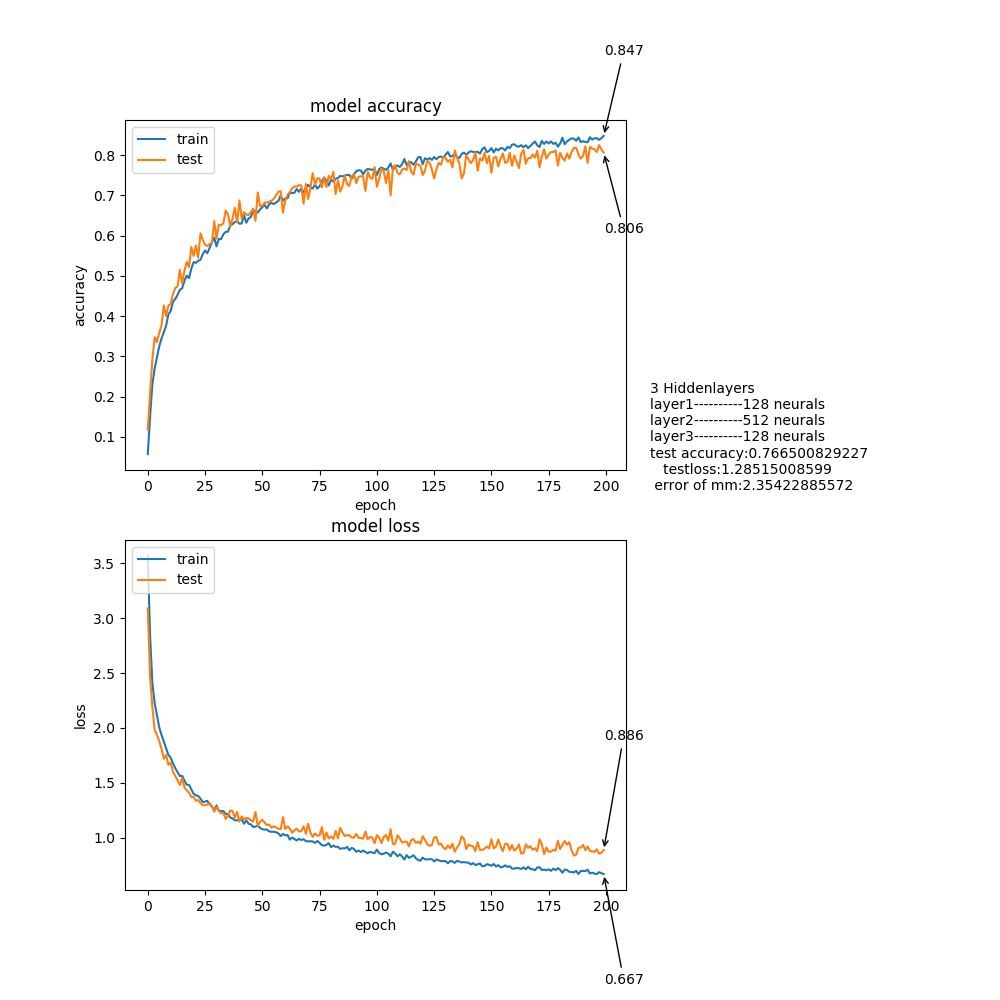 0.847
model accuracy
train
test
0.8
0.7
0.6
0.5
0.4
0.3
0.2
0.1
accuracy
0.806
0 25 50 75 100 125 150 175 200
epoch
3 Hiddenlayers
layer1----------128 neurals
layer2----------512 neurals
layer3----------128 neurals
test accuracy:0.766500829227
testloss:1.28515008599
error of mm:2.35422885572
model loss
train
test
3.5
3.0
2.5
2.0
1.5
1.0
loss
0.886
0 25 50 75 100 125 150 175 200
epoch
0.667